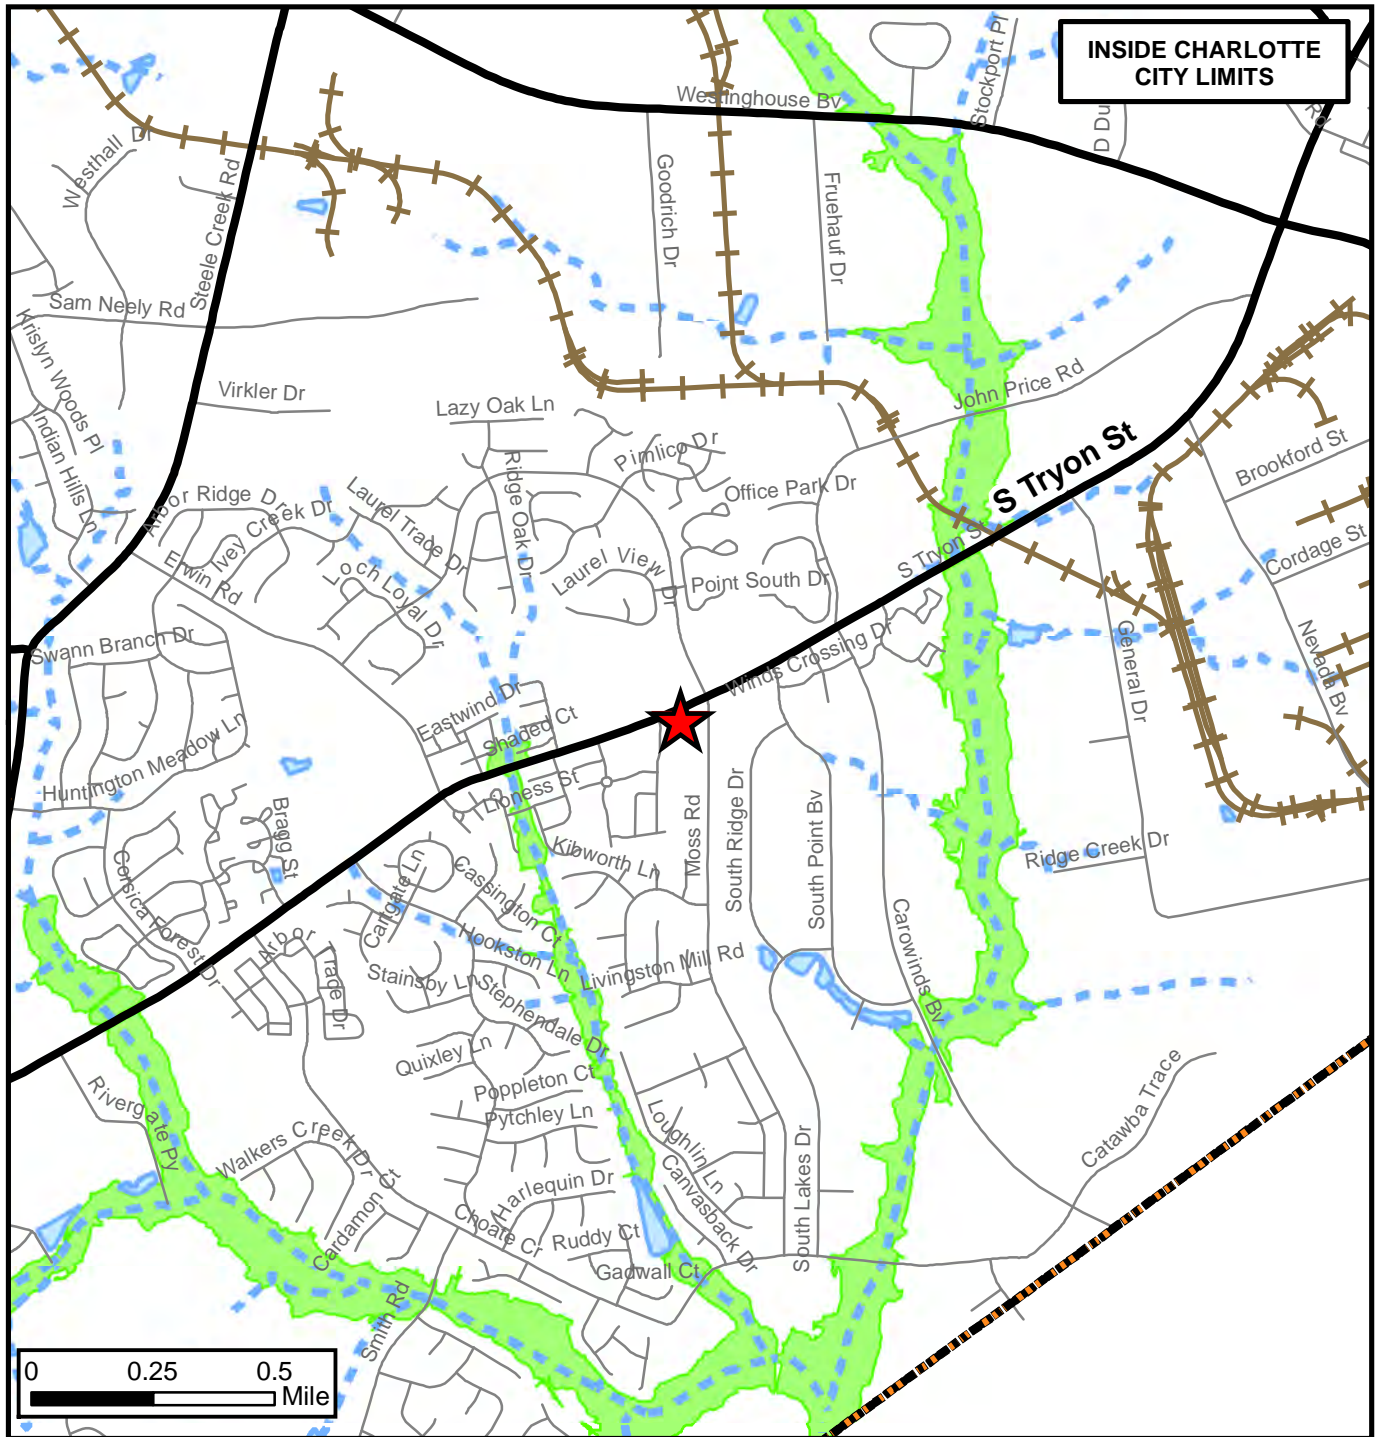 INSIDE CHARLOTTE
CITY LIMITS
Stockport Pl
Westinghouse Bv
D Du
Rd
Westhall Dr
Steele Creek Rd
Goodrich Dr
Fruehauf Dr
Sam Neely Rd
Krislyn Woods Pl
Virkler Dr
Lazy Oak Ln
John Price Rd
Indian Hills Ln
Pimlico Dr
S Tryon St
Brookford St
Arbor Ridge Dr
Ivey Creek Dr
Laurel Trace Dr
Ridge Oak Dr
Office Park Dr
Cordage St
Erwin Rd
Loch Loyal Dr
Laurel View Dr
Point South Dr
S Tryon St
Swann Branch Dr
Winds Crossing Dr
General Dr
Nevada Bv
Eastwind Dr
Shaded Ct
Huntington Meadow Ln
Lioness St
Bragg St
Moss Rd
South Ridge Dr
South Point Bv
Kibworth Ln
Ridge Creek Dr
Corsica Forest Dr
Cartgate Ln
Cassington Ct
Carowinds Bv
Arbor Trade Dr
Hookston Ln
Livingston Mill Rd
Stainsby Ln
Stephendale Dr
Quixley Ln
Poppleton Ct
Pytchley Ln
Rivergate Py
Walkers Creek Dr
Loughlin Ln
Catawba Trace
Cardamon Ct
Harlequin Dr
Canvasback Dr
South Lakes Dr
Choate Cr
Ruddy Ct
Gadwall Ct
Smith Rd
0 0.25 0.5
Mile